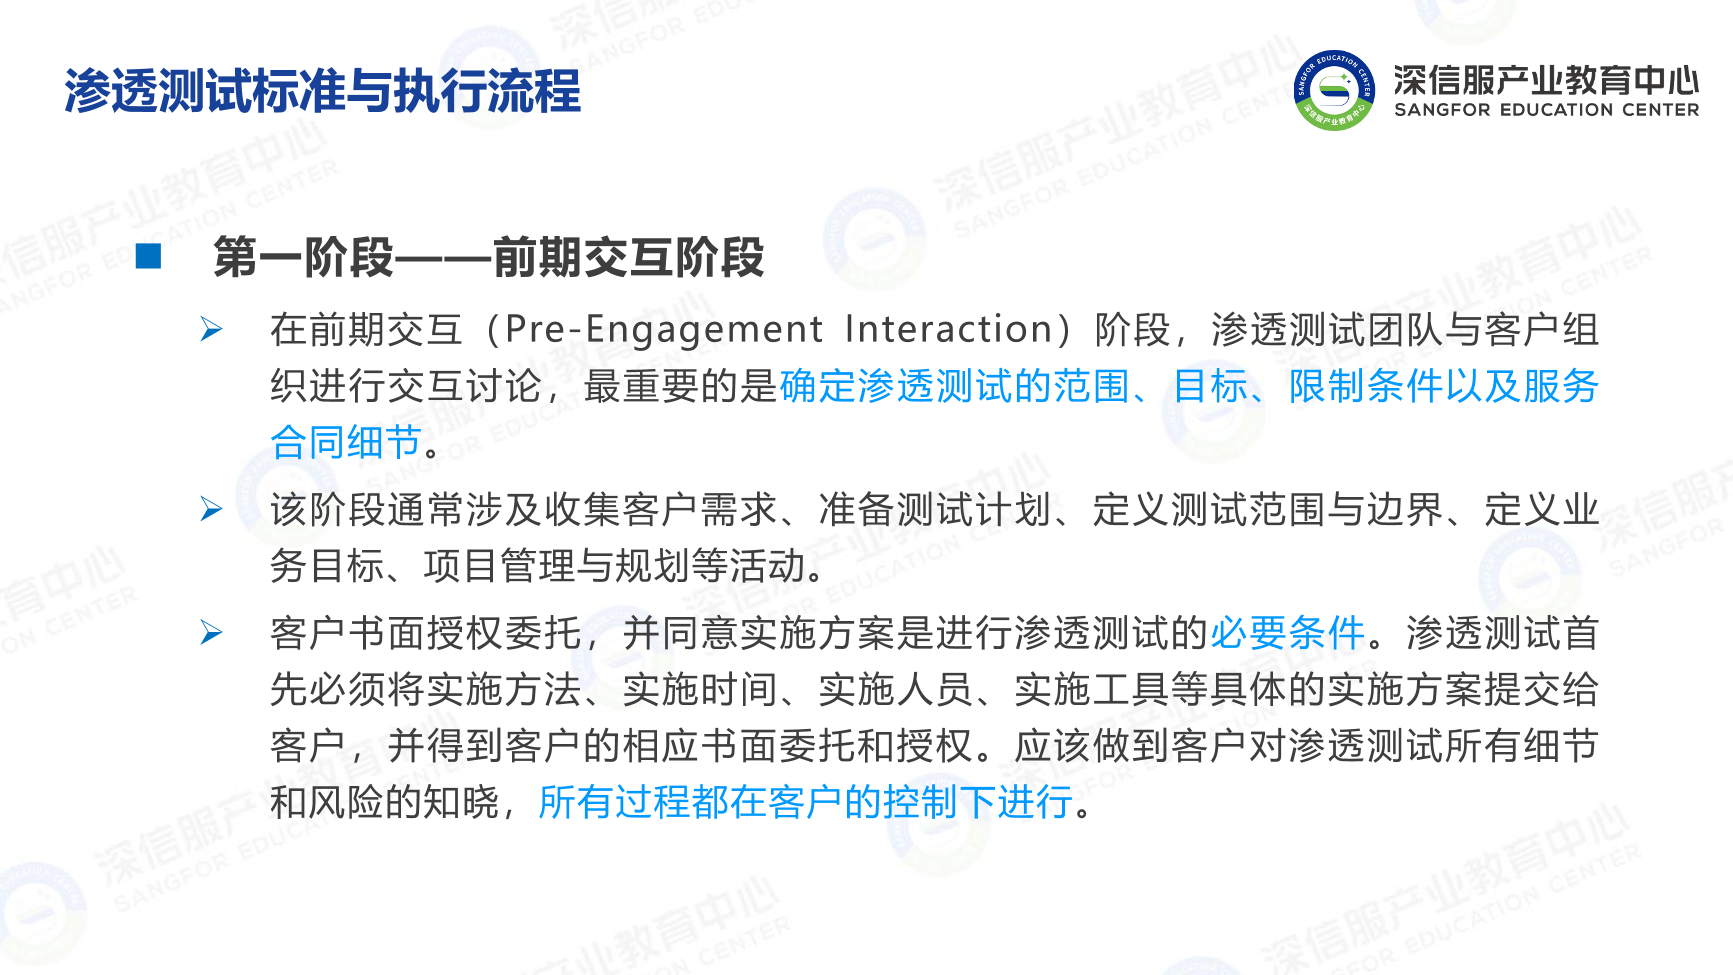 渗透测试标准与执行流程
深信服产业教育中心
SANGFOR EDUCATION CENTER
第一阶段——前期交互阶段
在前期交互（Pre-Engagement Interaction）阶段，渗透测试团队与客户组
织进行交互讨论，最重要的是确定渗透测试的范围、目标、限制条件以及服务
合同细节。
该阶段通常涉及收集客户需求、准备测试计划、定义测试范围与边界、定义业
务目标、项目管理与规划等活动。
客户书面授权委托，并同意实施方案是进行渗透测试的必要条件。渗透测试首
先必须将实施方法、实施时间、实施人员、实施工具等具体的实施方案提交给
客户，并得到客户的相应书面委托和授权。应该做到客户对渗透测试所有细节
和风险的知晓，所有过程都在客户的控制下进行。